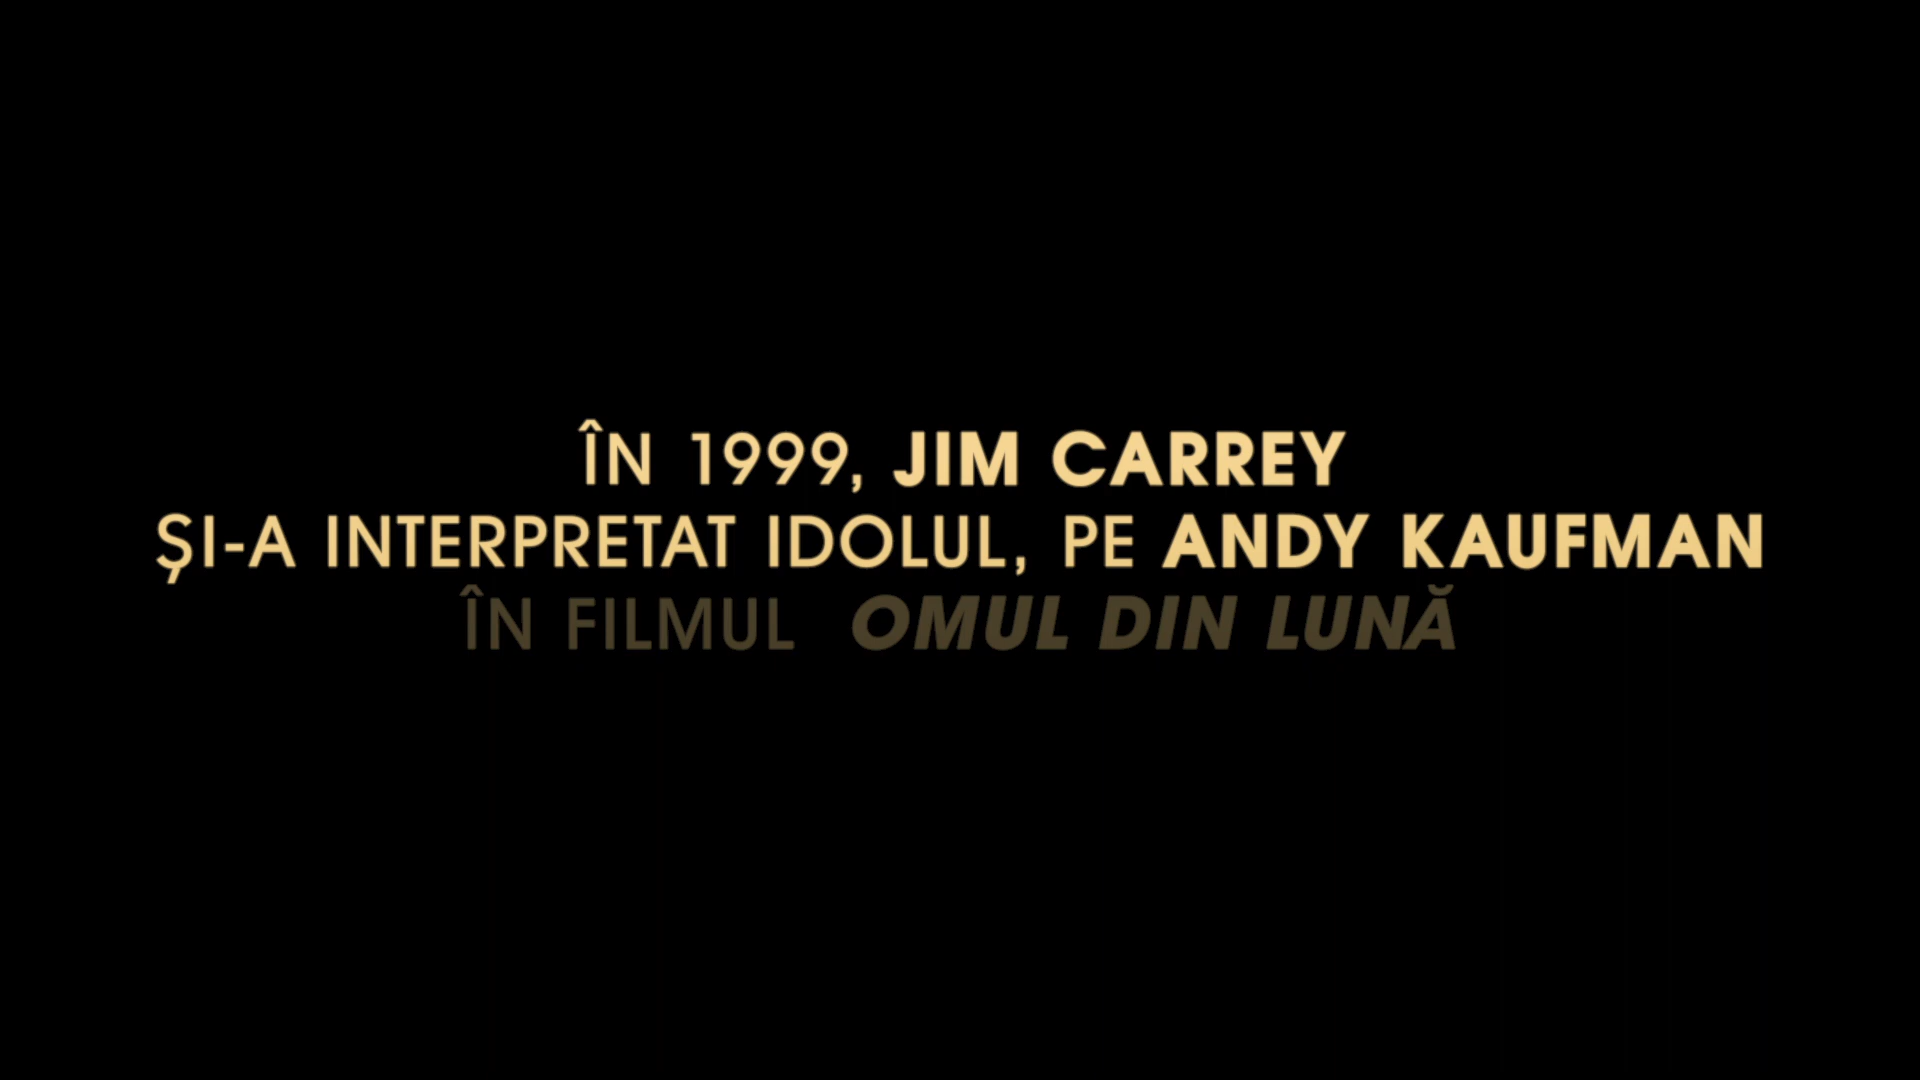 ÎN 1999, JIM CARREY
ȘI-A INTERPRETAT IDOLUL, PE ANDY KAUFMAN
ÎN FILMUL OMUL DIN LUNĂ